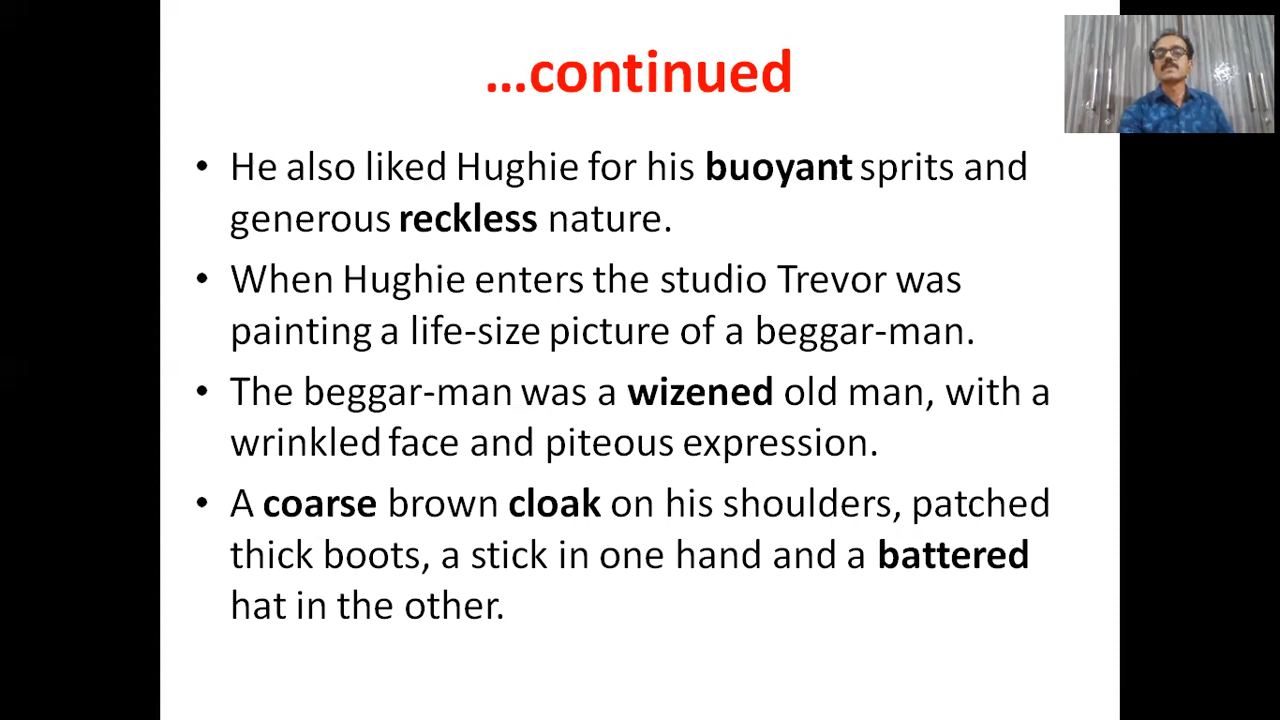 ...continued
• He also liked Hughie for his buoyant sprits and
generous reckless nature.
• When Hughie enters the studio Trevor was
painting a life-size picture of a beggar-man.
• The beggar-man was a wizened old man, with a
wrinkled face and piteous expression.
• A coarse brown cloak on his shoulders, patched
thick boots, a stick in one hand and a battered
hat in the other.